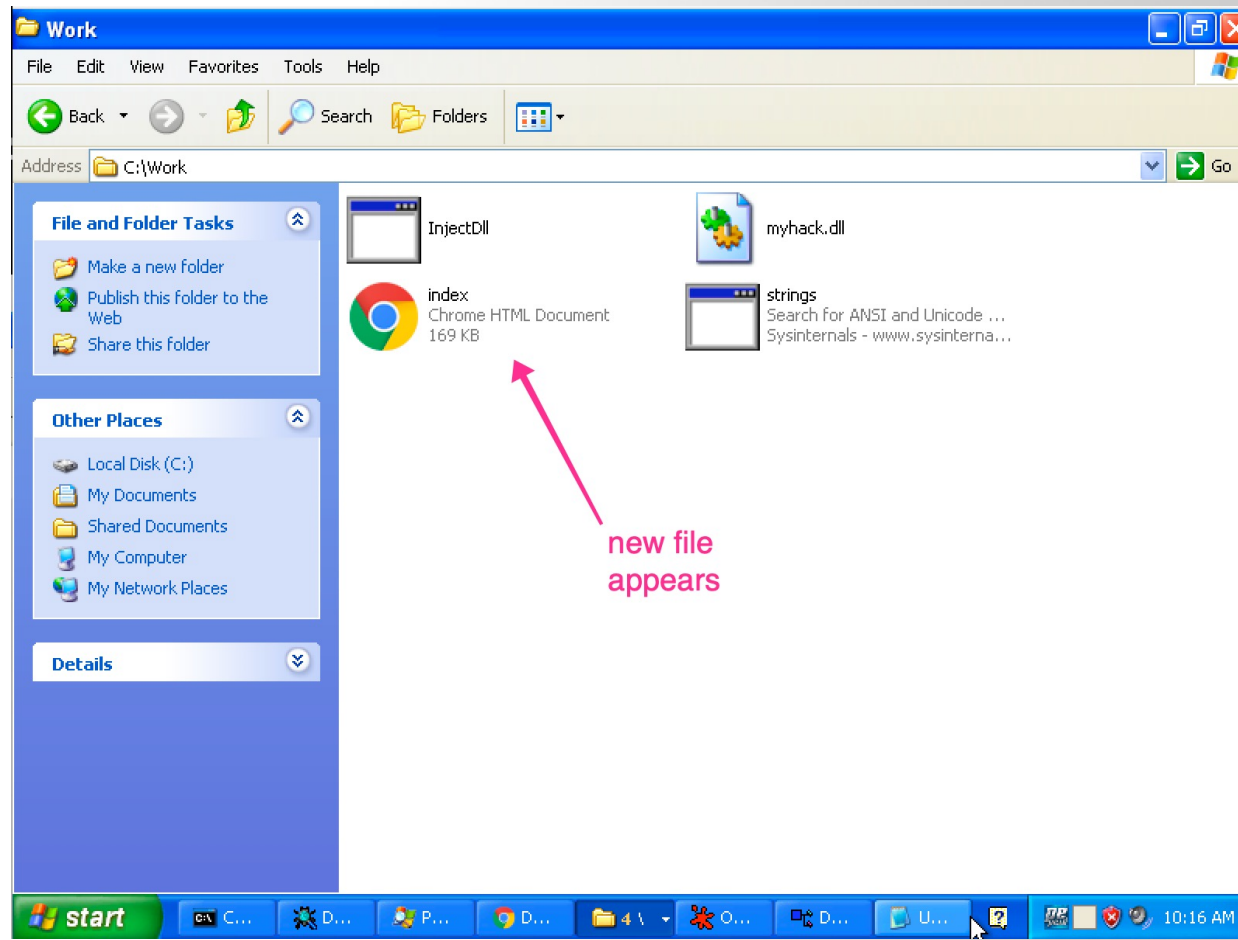 Work
File Edit View Favorites Tools Help
Back Search Folders
Address C:\Work Go
File and Folder Tasks
Make a new folder
Publish this folder to the
Web
Share this folder
Other Places
Local Disk (C:)
My Documents
Shared Documents
My Computer
My Network Places
Details
InjectDll
myhack.dll
index
Chrome HTML Document
169 KB
strings
Search for ANSI and Unicode ...
Sysinternals - www.sysinterna...
new file
appears
start C... D... P... D... 4 \ O... D... U... 10:16 AM